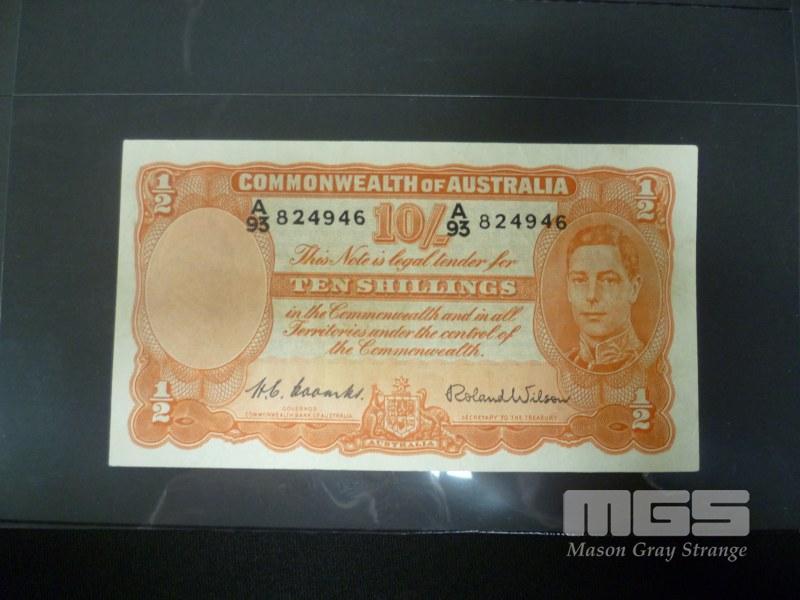 COMMONWEALTH OF AUSTRALIA
1/2
1/2
A/93 824946
10/-
A/93 824946
This Note is legal tender for
TEN SHILLINGS
in the Commonwealth and in all
Territories under the control of
the Commonwealth.
H.C. Coombs.
Roland Wilson
GOVERNOR
COMMONWEALTH BANK OF AUSTRALIA
SECRETARY TO THE TREASURY
1/2
1/2
AUSTRALIA
MGS
Mason Gray Strange